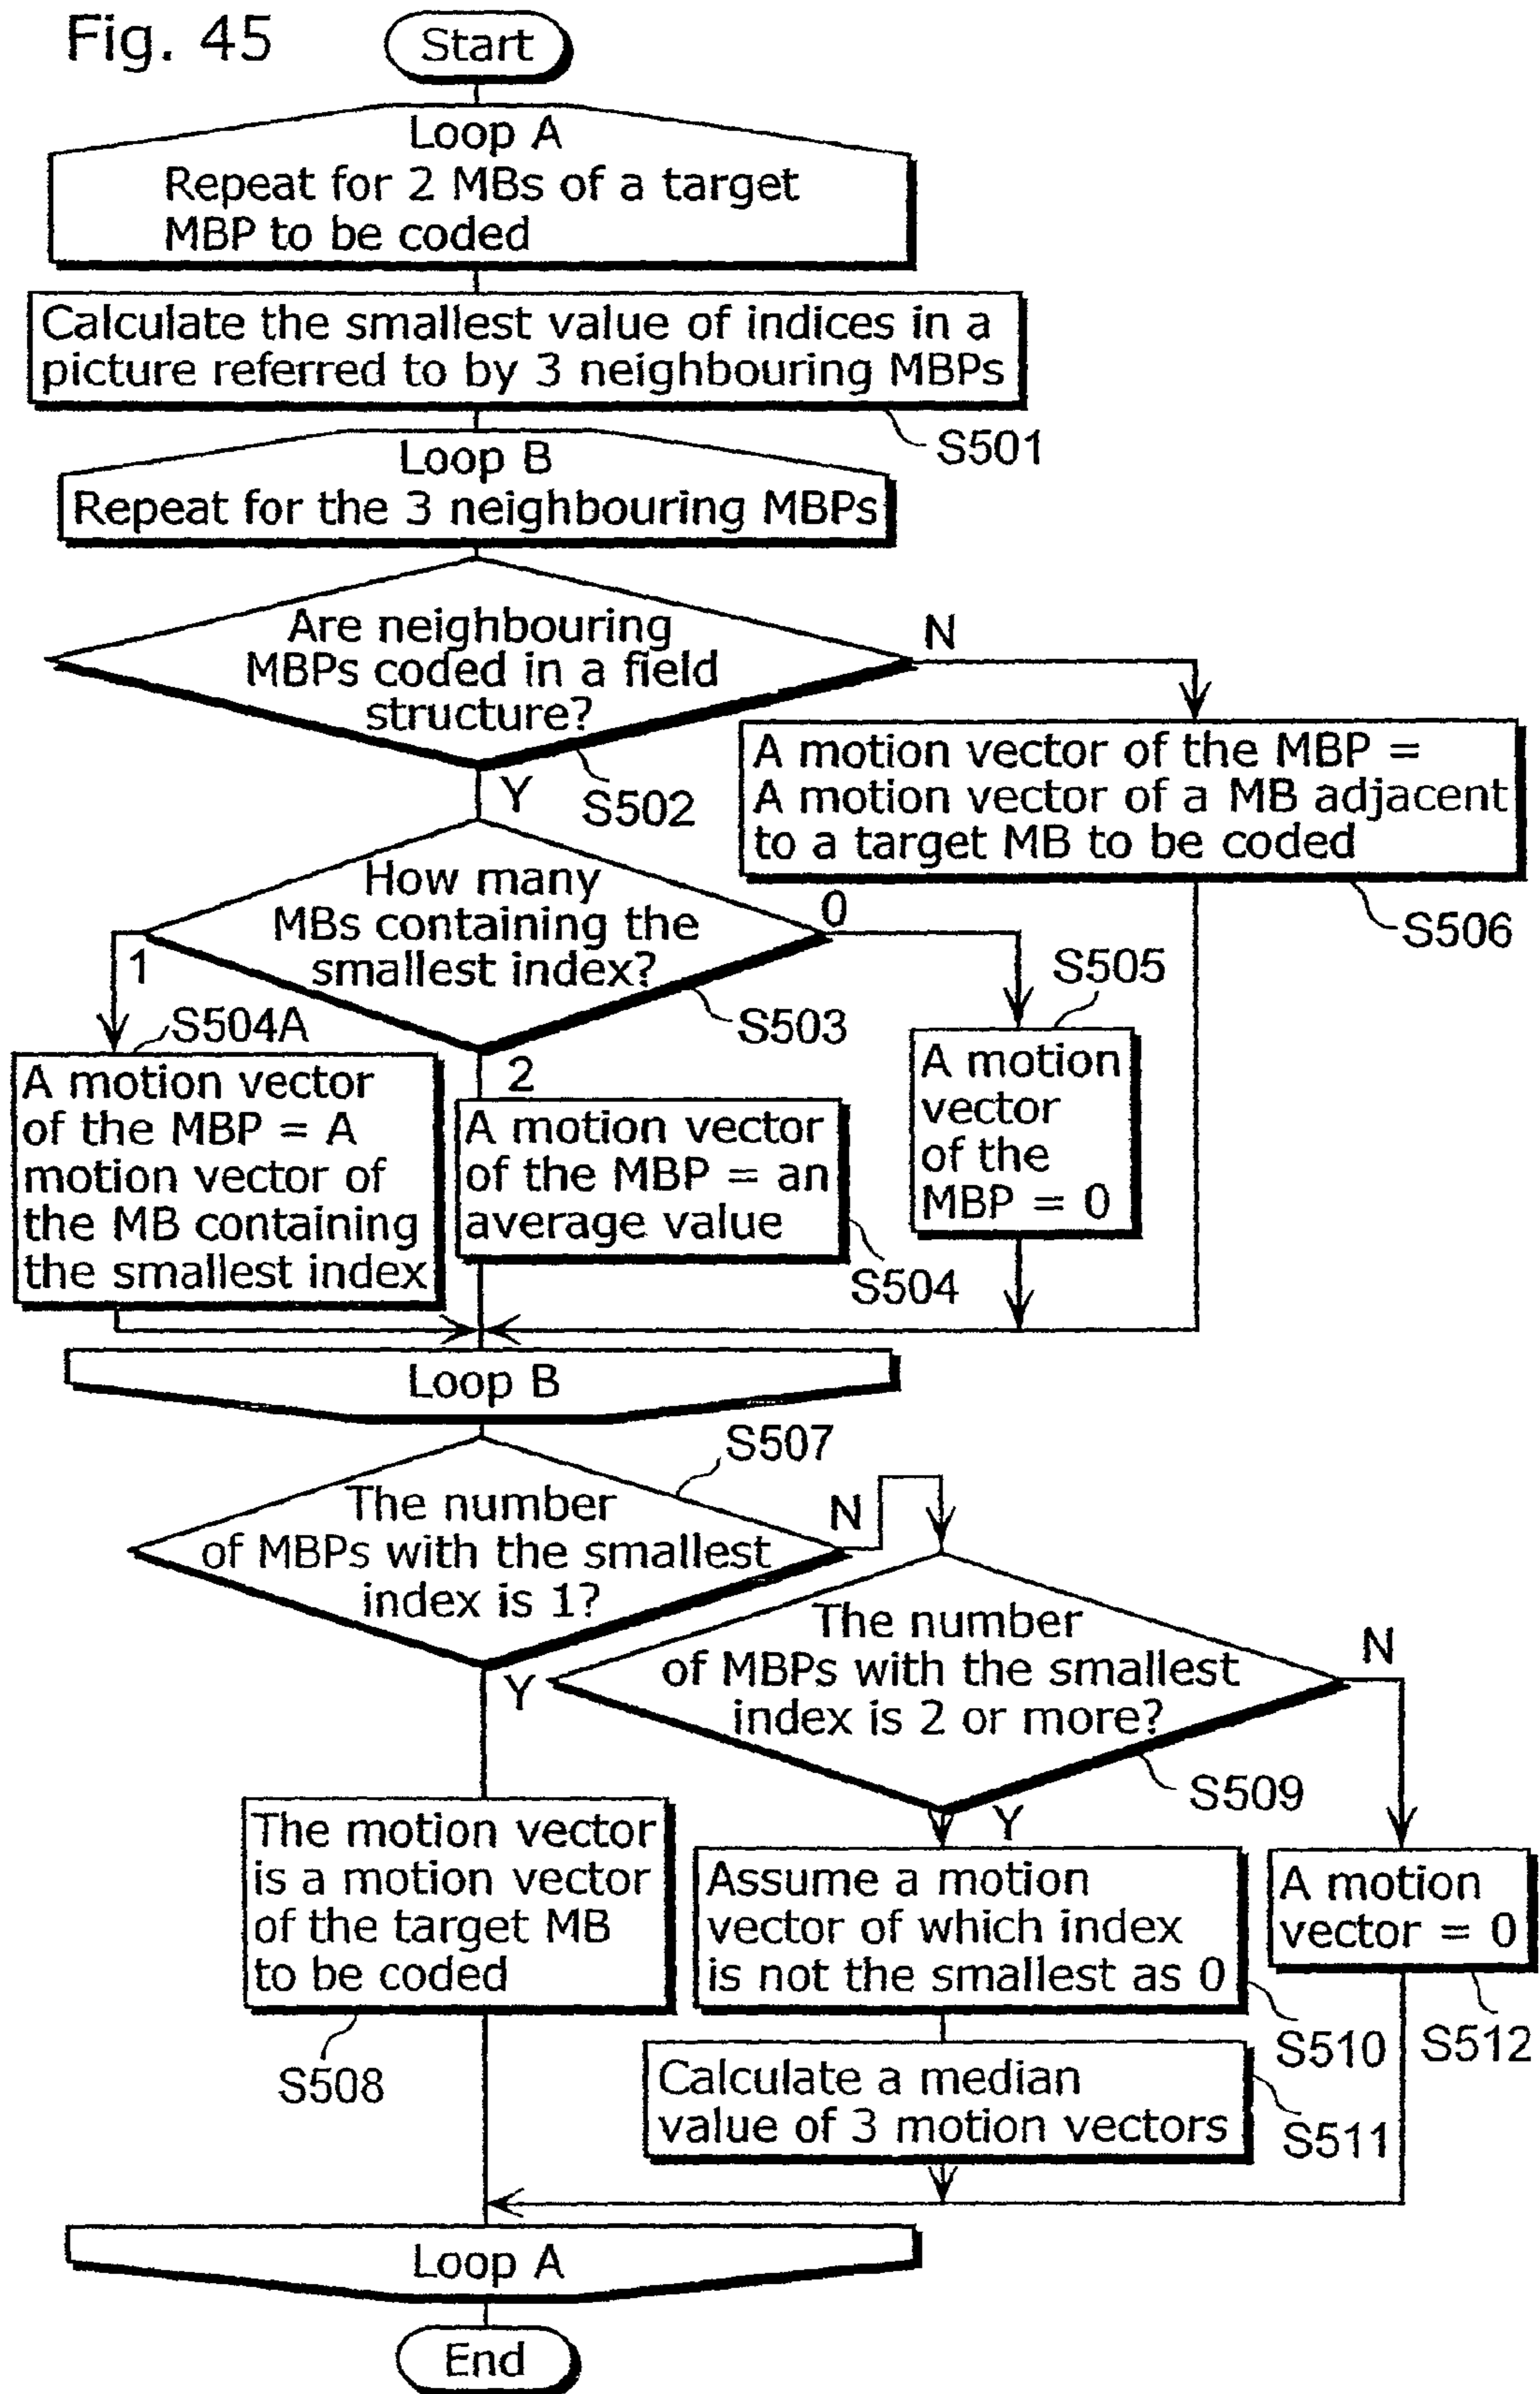 Fig. 45
Start
Loop A
Repeat for 2 MBs of a target
MBP to be coded
Calculate the smallest value of indices in a
picture referred to by 3 neighbouring MBPs
S501
Loop B
Repeat for the 3 neighbouring MBPs
Are neighbouring
MBPs coded in a field
structure?
N
Y
S502
A motion vector of the MBP =
A motion vector of a MB adjacent
to a target MB to be coded
S506
How many
MBs containing the
smallest index?
0
1
2
S503
S505
S504A
A motion vector
of the MBP = A
motion vector of
the MB containing
the smallest index
A motion vector
of the MBP = an
average value
S504
A motion
vector
of the
MBP = 0
Loop B
S507
The number
of MBPs with the smallest
index is 1?
N
Y
The number
of MBPs with the smallest
index is 2 or more?
N
S509
Y
The motion vector
is a motion vector
of the target MB
to be coded
S508
Assume a motion
vector of which index
is not the smallest as 0
S510
A motion
vector = 0
S512
Calculate a median
value of 3 motion vectors
S511
Loop A
End